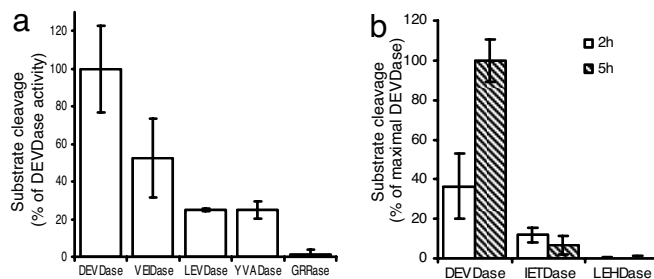 a
Substrate cleavage
(% of DEVDase activity)
120
100
80
60
40
20
0
DEVDase VEIDase LEVDase YVADase GRRase
b
Substrate cleavage
(% of maximal DEVDase)
120
100
80
60
40
20
0
2h
5h
DEVDase IETDase LEHDase